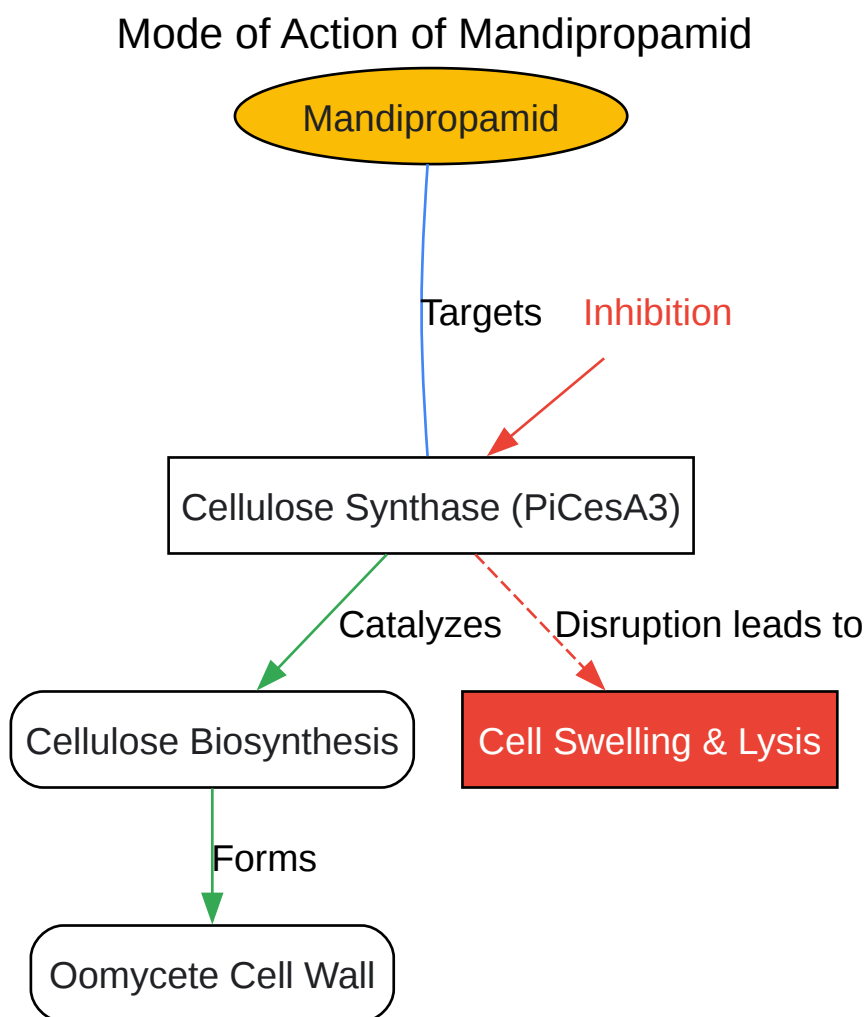 Mode of Action of Mandipropamid
Mandipropamid
Targets
Inhibition
Cellulose Synthase (PiCesA3)
Catalyzes
Disruption leads to
Cellulose Biosynthesis
Cell Swelling & Lysis
Forms
Oomycete Cell Wall